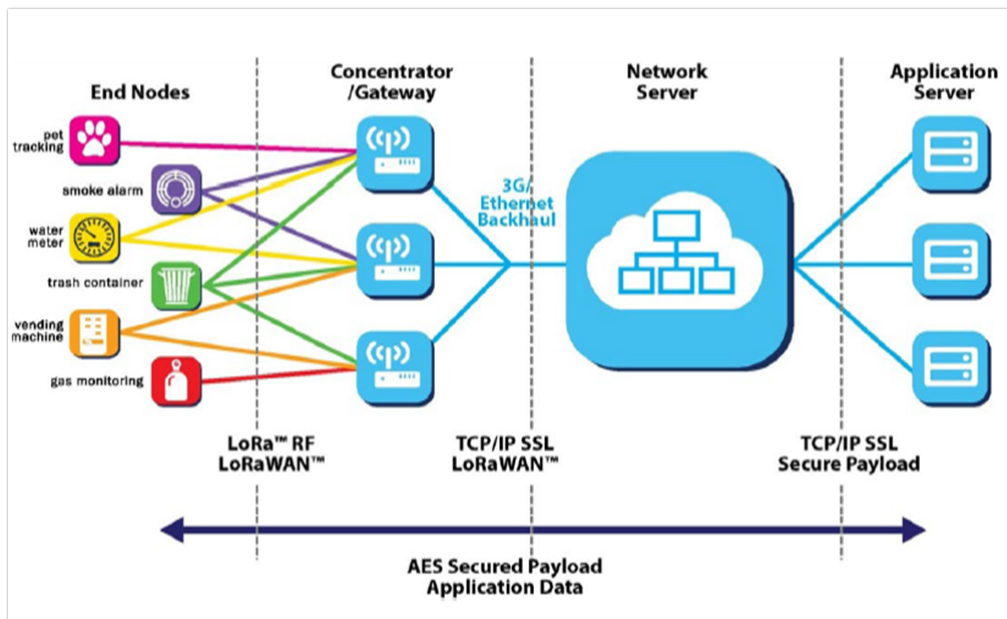 End Nodes
Concentrator
/Gateway
Network
Server
Application
Server
pet
tracking
smoke alarm
water
meter
trash container
vending
machine
gas monitoring
3G/
Ethernet
Backhaul
LoRa™ RF
LoRaWAN™
TCP/IP SSL
LoRaWAN™
TCP/IP SSL
Secure Payload
AES Secured Payload
Application Data